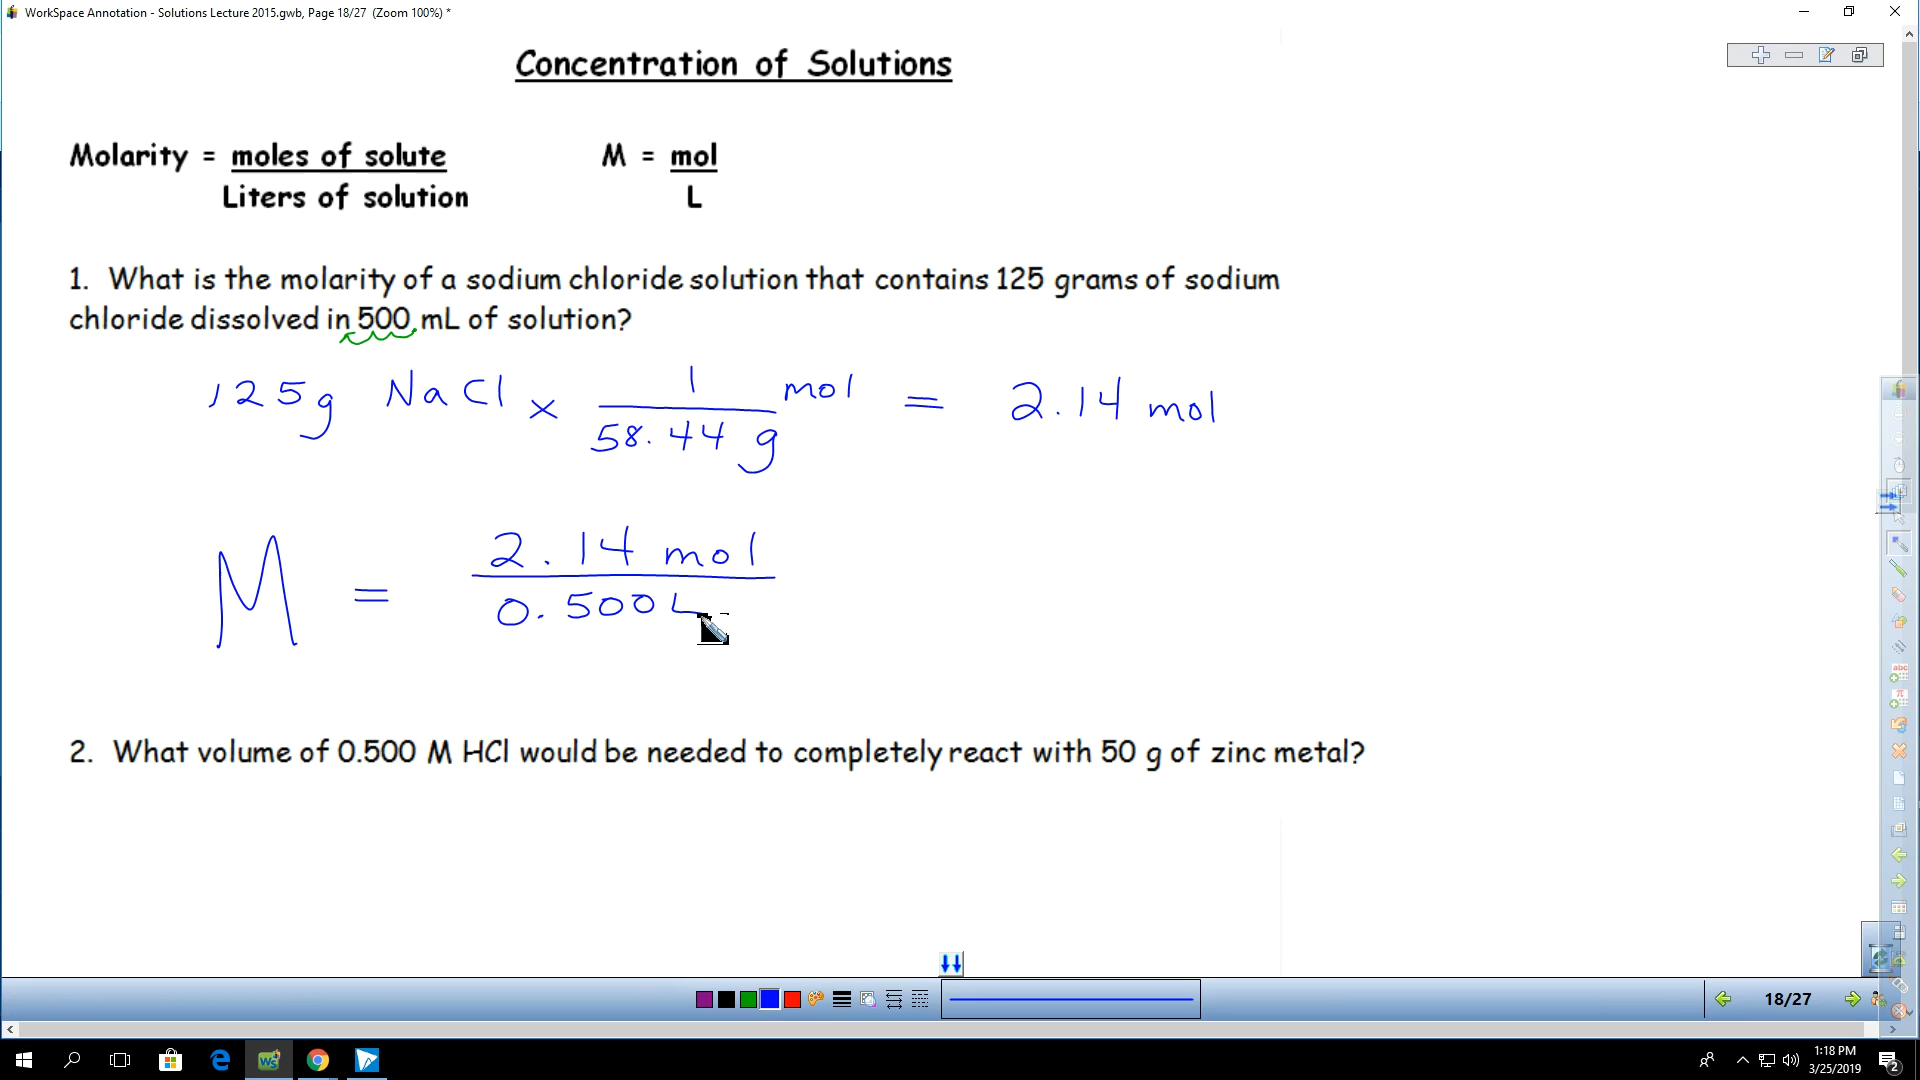 WorkSpace Annotation - Solutions Lecture 2015.gwb, Page 18/27 (Zoom 100%) *
Concentration of Solutions
Molarity = moles of solute
Liters of solution
M = mol
L
1. What is the molarity of a sodium chloride solution that contains 125 grams of sodium
chloride dissolved in 500 mL of solution?
125g NaCl × 1 mol = 2.14 mol
58.44 g
M = 2.14 mol
0.500 L
2. What volume of 0.500 M HCl would be needed to completely react with 50 g of zinc metal?
18/27
1:18 PM
3/25/2019
2